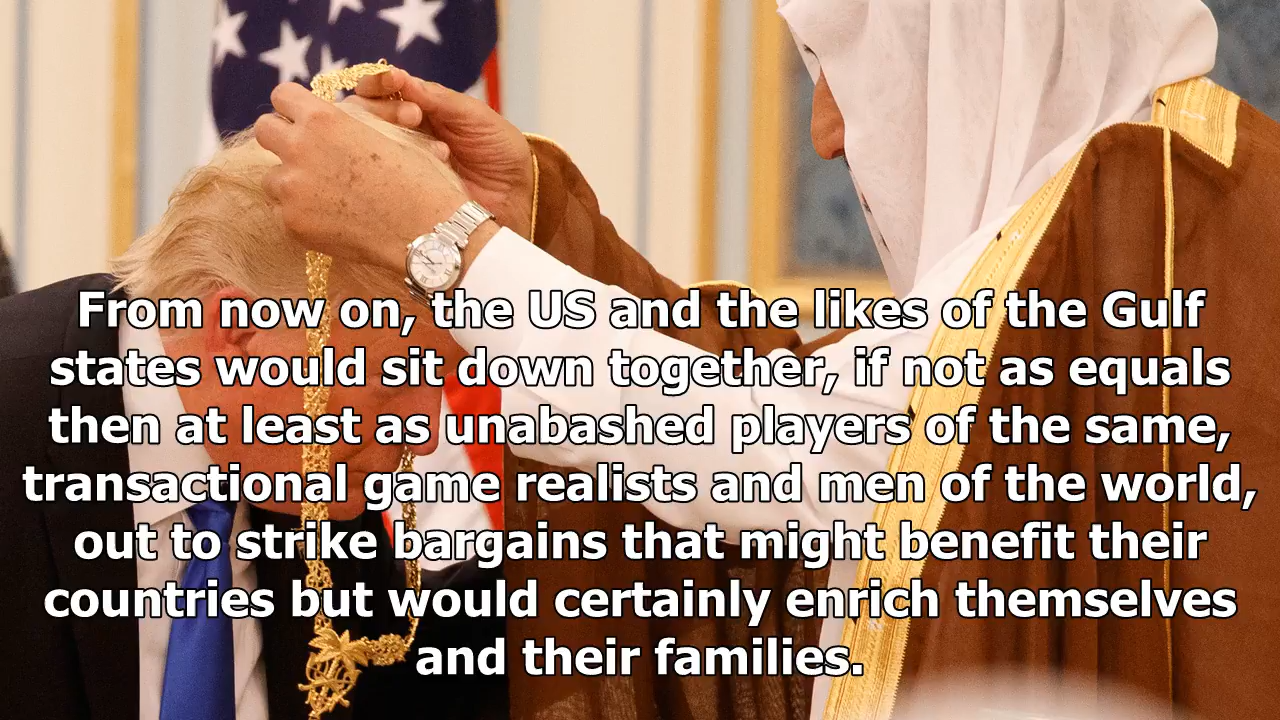 From now on, the US and the likes of the Gulf
states would sit down together, if not as equals
then at least as unabashed players of the same,
transactional game realists and men of the world,
out to strike bargains that might benefit their
countries but would certainly enrich themselves
and their families.